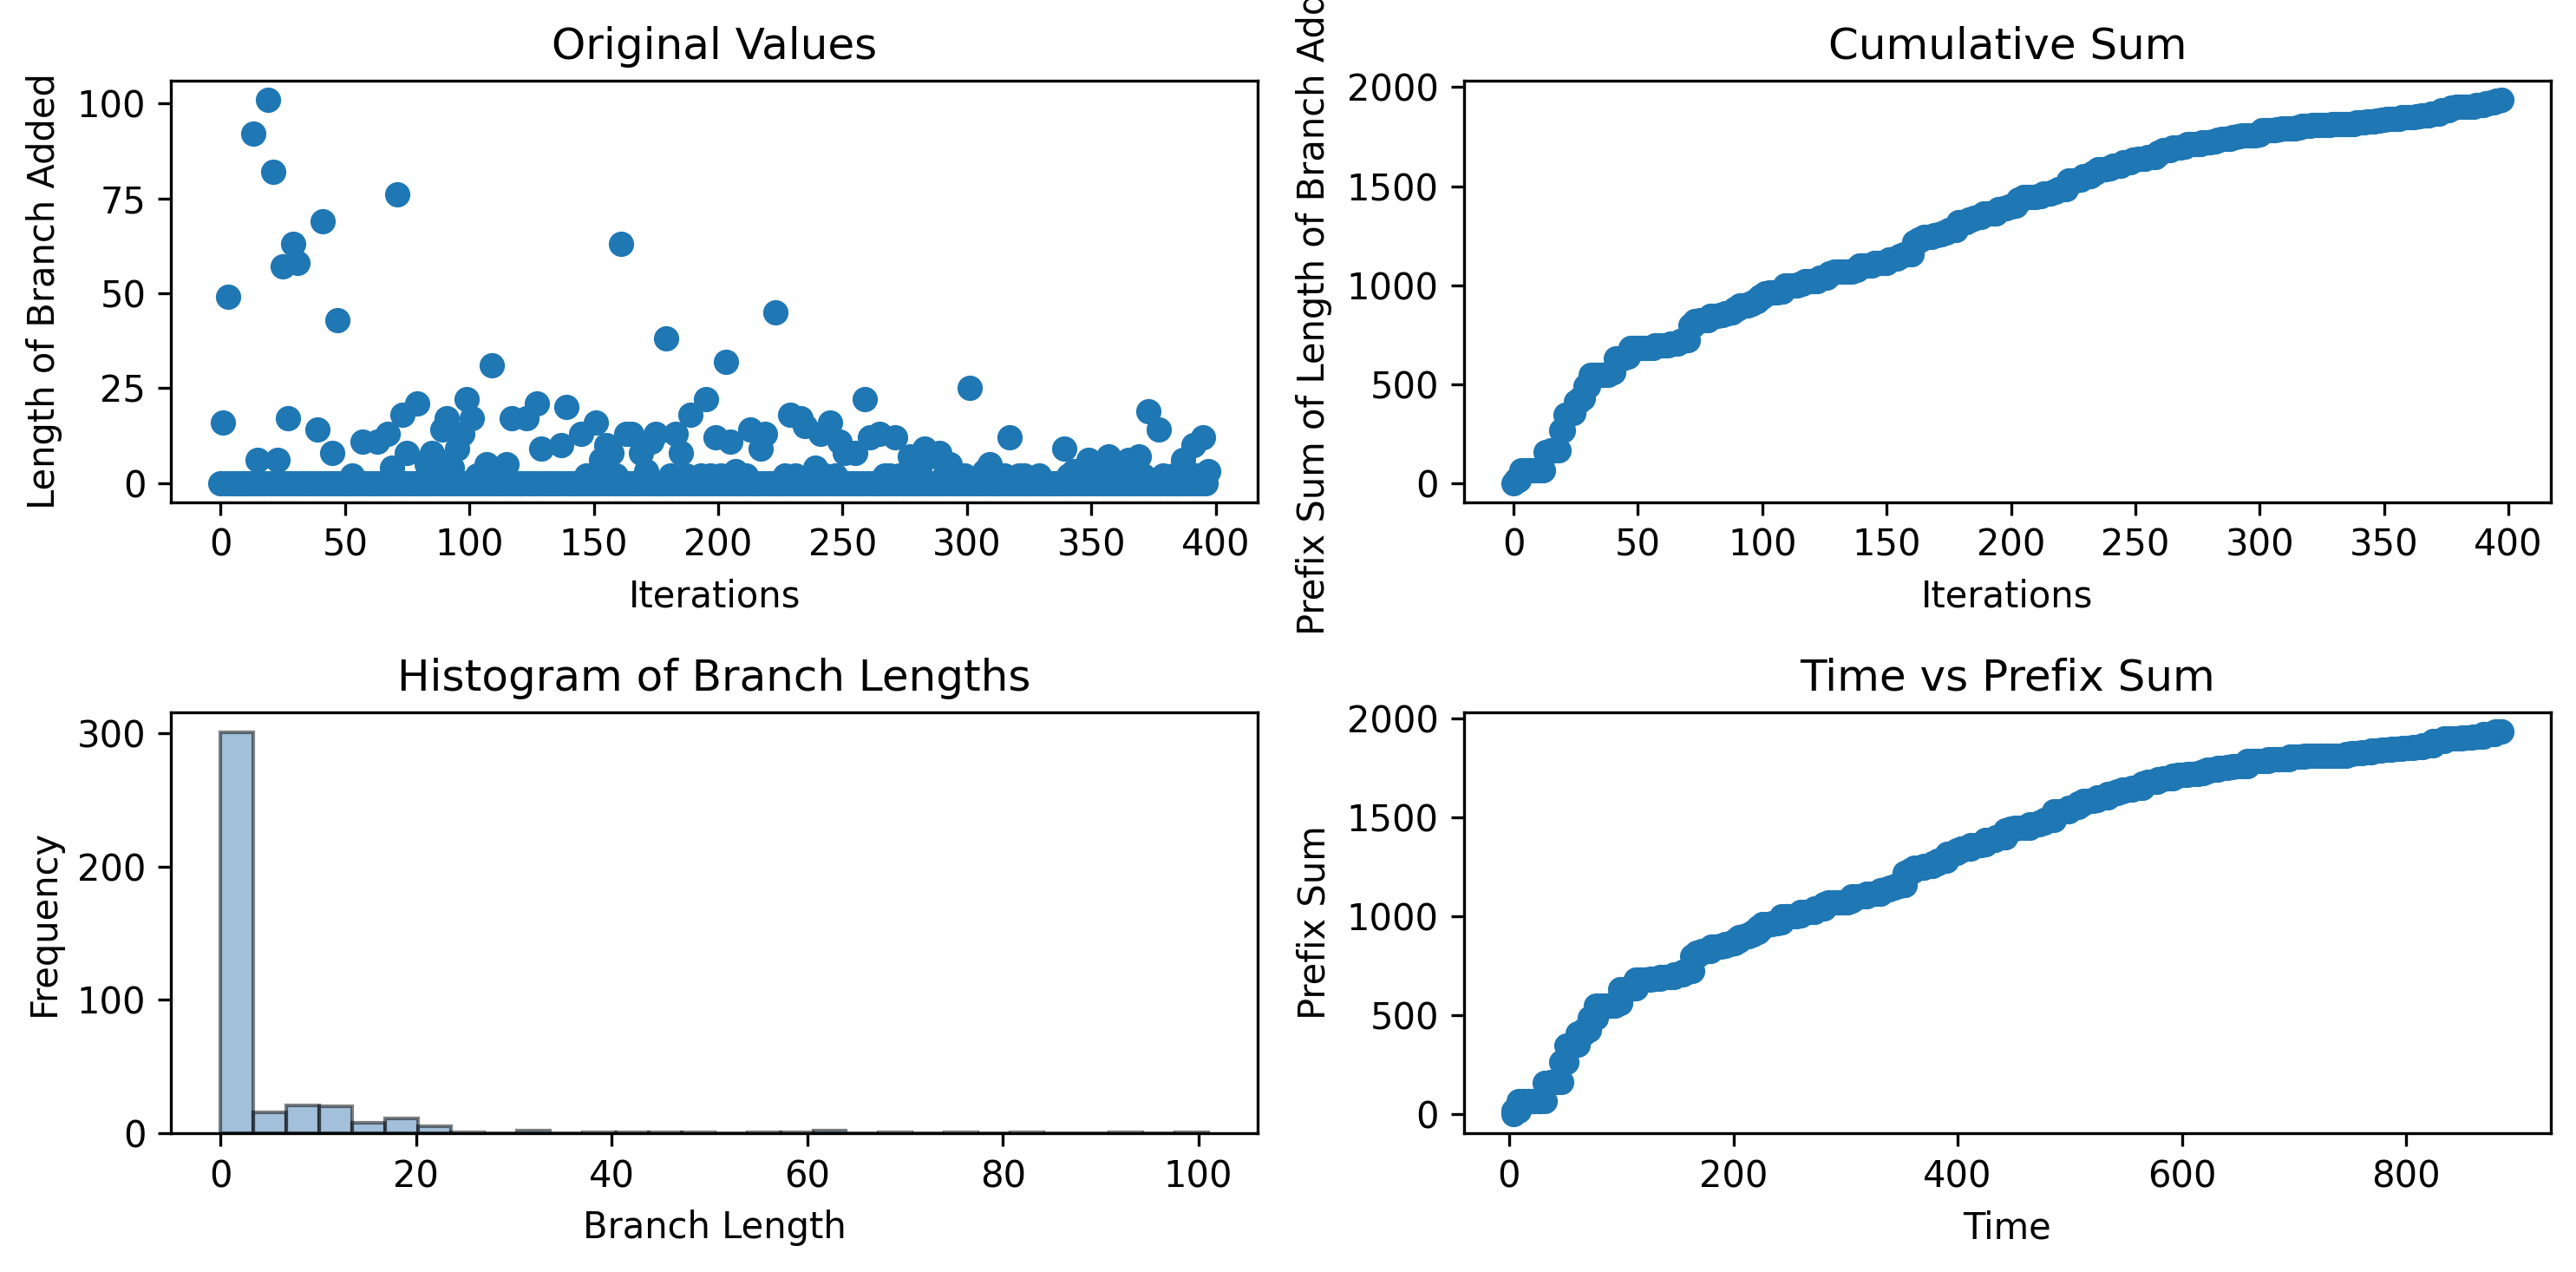 Original Values
Length of Branch Added
100
75
50
25
0
0 50 100 150 200 250 300 350 400
Iterations
Cumulative Sum
Prefix Sum of Length of Branch
2000
1500
1000
500
0
0 50 100 150 200 250 300 350 400
Iterations
Histogram of Branch Lengths
Frequency
300
200
100
0
0 20 40 60 80 100
Branch Length
Time vs Prefix Sum
Prefix Sum
2000
1500
1000
500
0
0 200 400 600 800
Time